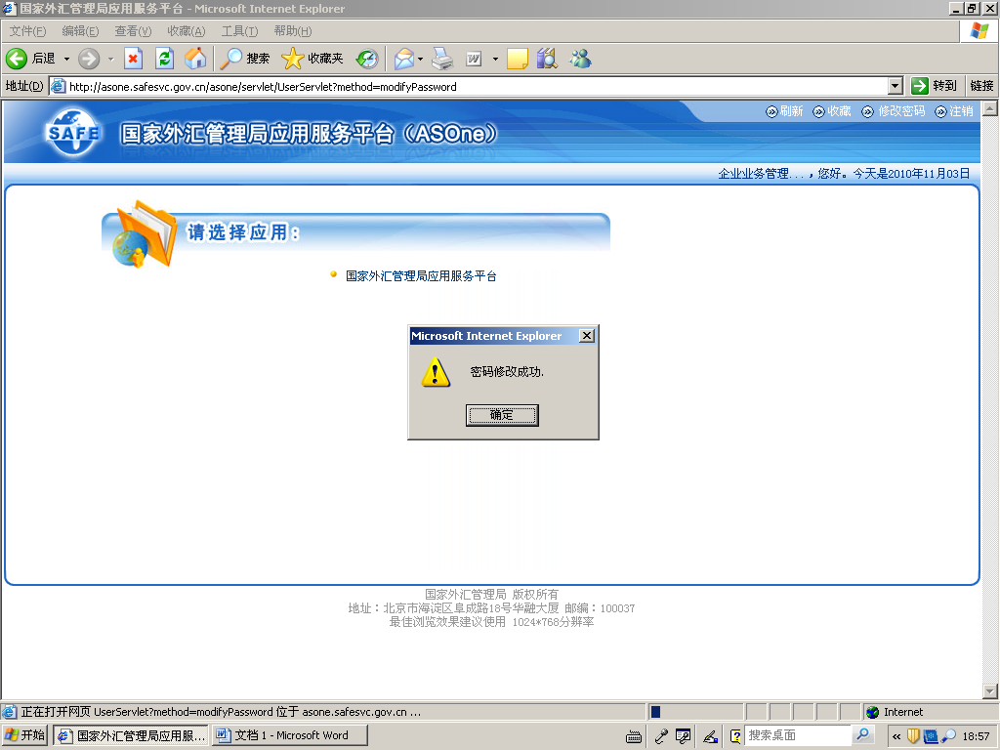 国家外汇管理局应用服务平台 - Microsoft Internet Explorer
文件(F) 编辑(E) 查看(V) 收藏(A) 工具(T) 帮助(H)
后退 搜索 收藏夹
地址(D) http://asone.safesvc.gov.cn/asone/servlet/UserServlet?method=modifyPassword 转到 链接
刷新 收藏 修改密码 注销
SAFE 国家外汇管理局应用服务平台（ASOne）
企业业务管理...，您好。今天是2010年11月03日
请选择应用：
国家外汇管理局应用服务平台
Microsoft Internet Explorer
密码修改成功.
确定
国家外汇管理局 版权所有
地址：北京市海淀区阜成路18号华融大厦 邮编：100037
最佳浏览效果建议使用 1024*768分辨率
正在打开网页 UserServlet?method=modifyPassword 位于 asone.safesvc.gov.cn ... Internet
开始 国家外汇管理局应用服... 文档 1 - Microsoft Word 搜索桌面 « 18:57